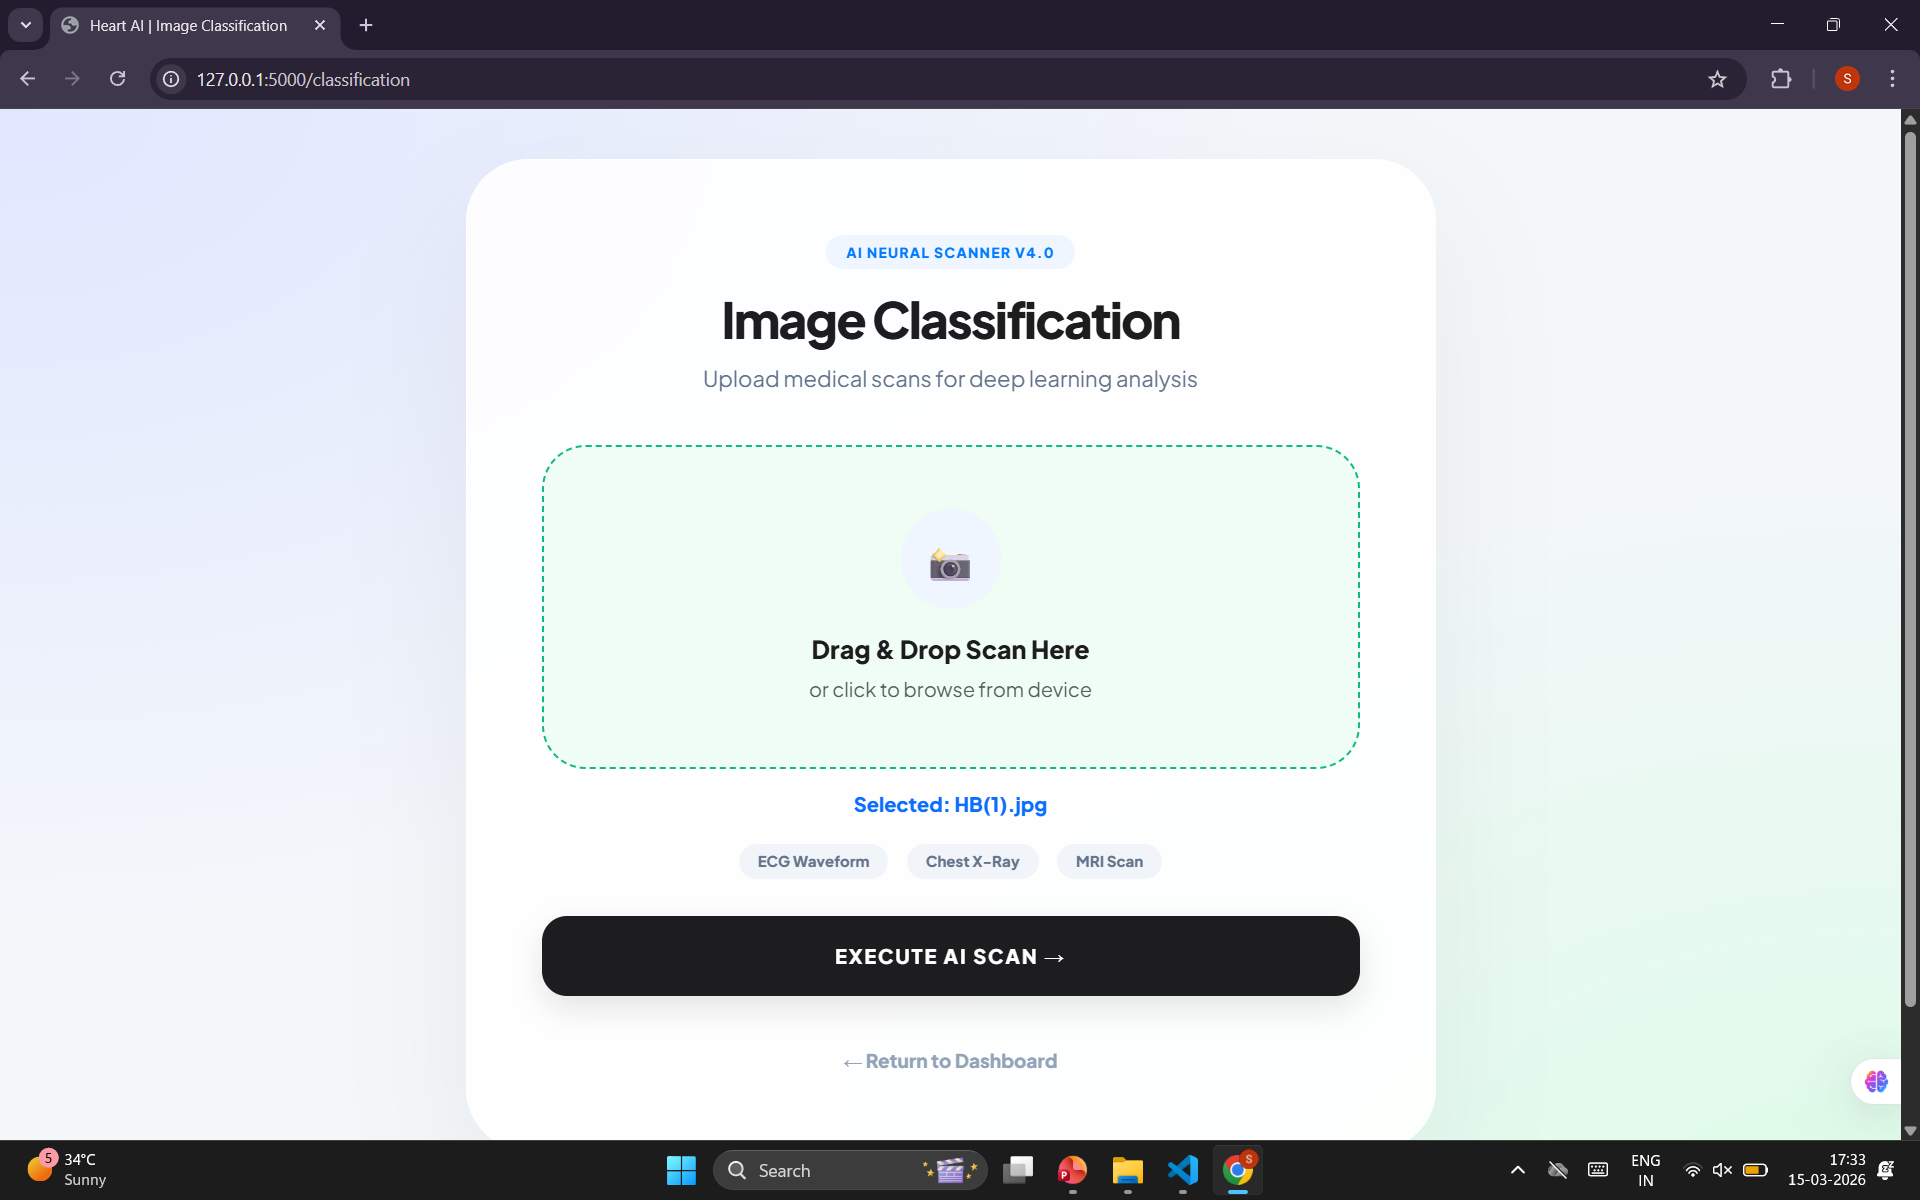 Heart AI | Image Classification
127.0.0.1:5000/classification
S
AI NEURAL SCANNER V4.0
Image Classification
Upload medical scans for deep learning analysis
Drag & Drop Scan Here
or click to browse from device
Selected: HB(1).jpg
ECG Waveform
Chest X-Ray
MRI Scan
EXECUTE AI SCAN →
← Return to Dashboard
5
34°C
Sunny
Search
P
S
ENG
IN
17:33
15-03-2026